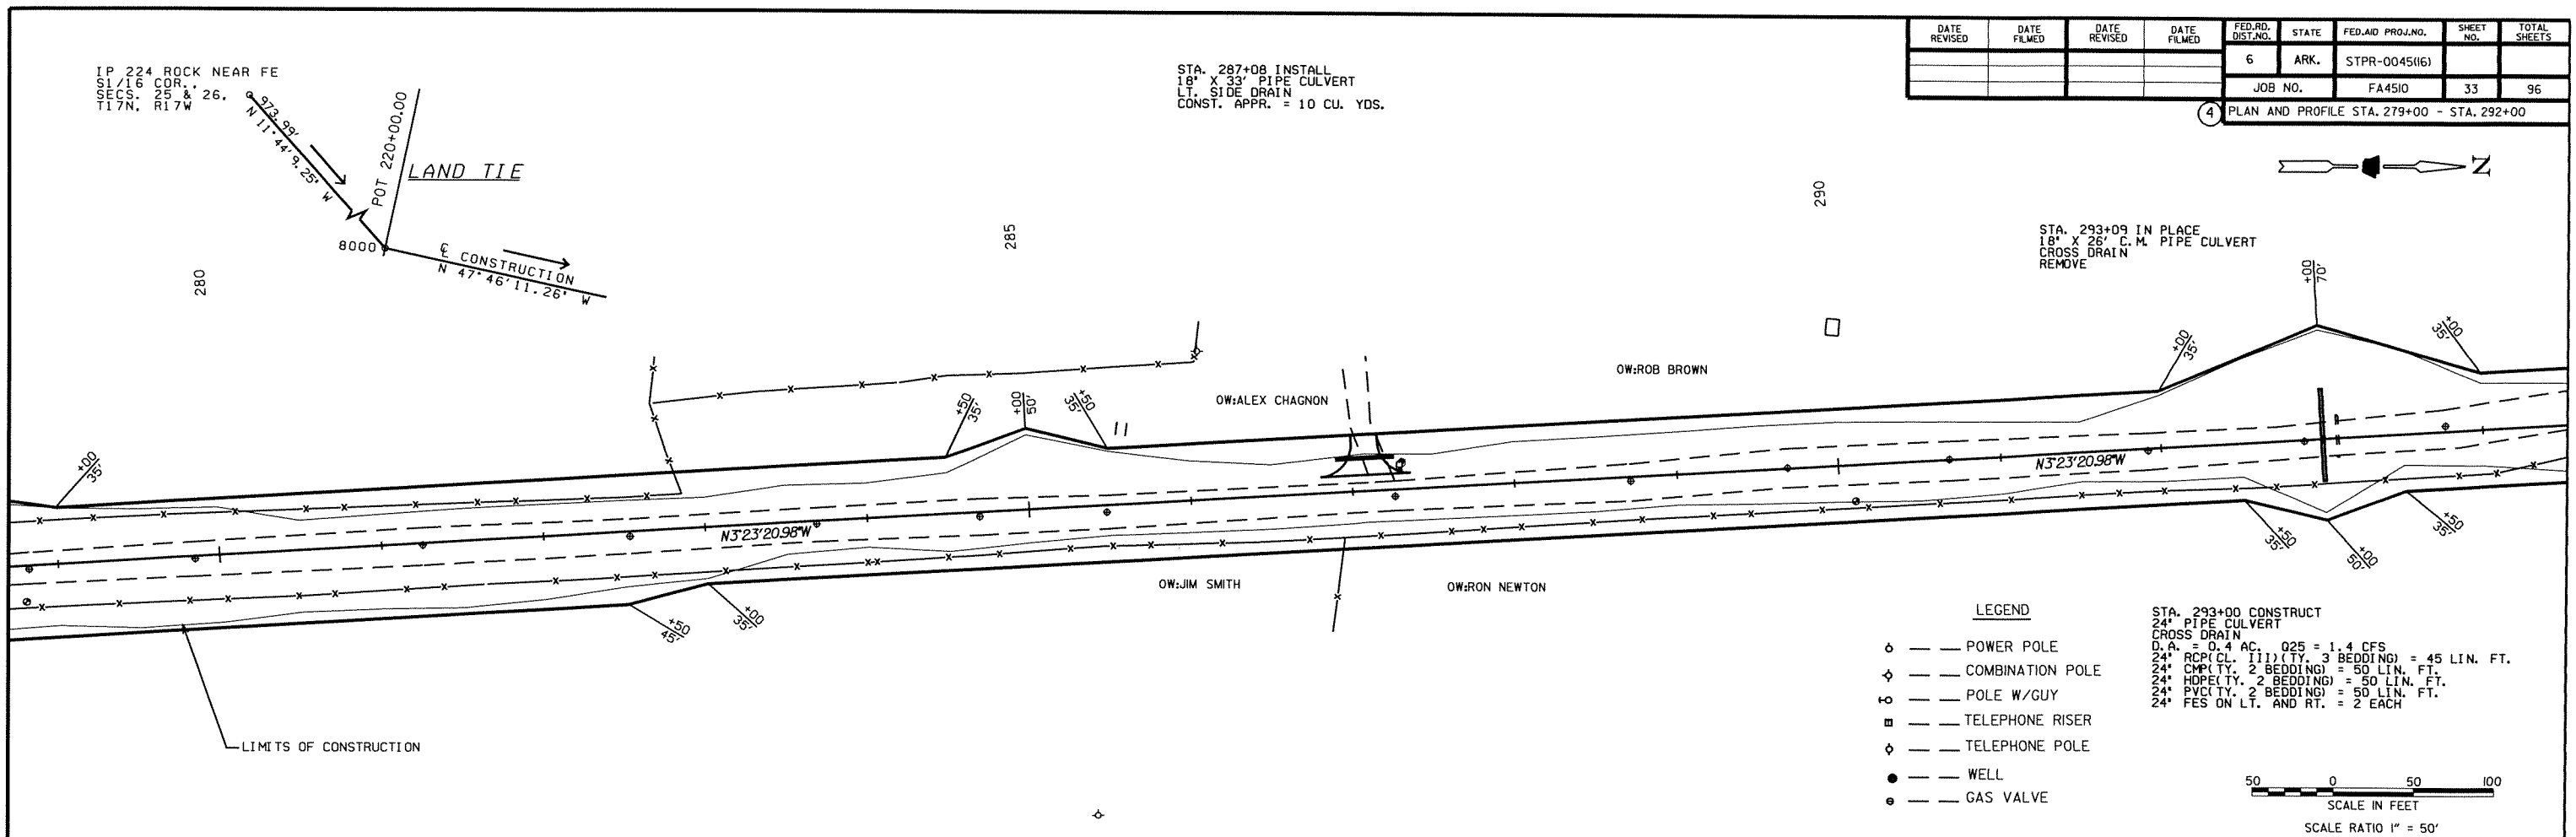 DATE REVISED
DATE FILMED
DATE REVISED
DATE FILMED
FED.RD. DIST.NO.
STATE
FED.AID PROJ.NO.
SHEET NO.
TOTAL SHEETS
6
ARK.
STPR-0045(16)
JOB NO.
FA4510
33
96
4
PLAN AND PROFILE STA. 279+00 - STA. 292+00
IP 224 ROCK NEAR FE
S1/16 COR.,
SECS. 25 & 26,
T17N, R17W
973.99'
N 11°44'9.25" W
POT 220+00.00
LAND TIE
8000
℄ CONSTRUCTION
N 47°46'11.26" W
STA. 287+08 INSTALL
18" X 33' PIPE CULVERT
LT. SIDE DRAIN
CONST. APPR. = 10 CU. YDS.
N
280
285
290
STA. 293+09 IN PLACE
18" X 26' C.M. PIPE CULVERT
CROSS DRAIN
REMOVE
+00
70'
+00
35'
+00
35'
OW:ROB BROWN
OW:ALEX CHAGNON
+50
35'
+00
50'
+50
35'
+00
35'
N3°23'20.98"W
N3°23'20.98"W
+50
35'
+00
50'
+50
35'
OW:JIM SMITH
OW:RON NEWTON
+50
45'
+00
35'
LIMITS OF CONSTRUCTION
LEGEND
POWER POLE
COMBINATION POLE
POLE W/GUY
TELEPHONE RISER
TELEPHONE POLE
WELL
GAS VALVE
STA. 293+00 CONSTRUCT
24" PIPE CULVERT
CROSS DRAIN
D.A. = 0.4 AC. Q25 = 1.4 CFS
24" RCP(CL. III)(TY. 3 BEDDING) = 45 LIN. FT.
24" CMP(TY. 2 BEDDING) = 50 LIN. FT.
24" HDPE(TY. 2 BEDDING) = 50 LIN. FT.
24" PVC(TY. 2 BEDDING) = 50 LIN. FT.
24" FES ON LT. AND RT. = 2 EACH
50 0 50 100
SCALE IN FEET
SCALE RATIO 1" = 50'